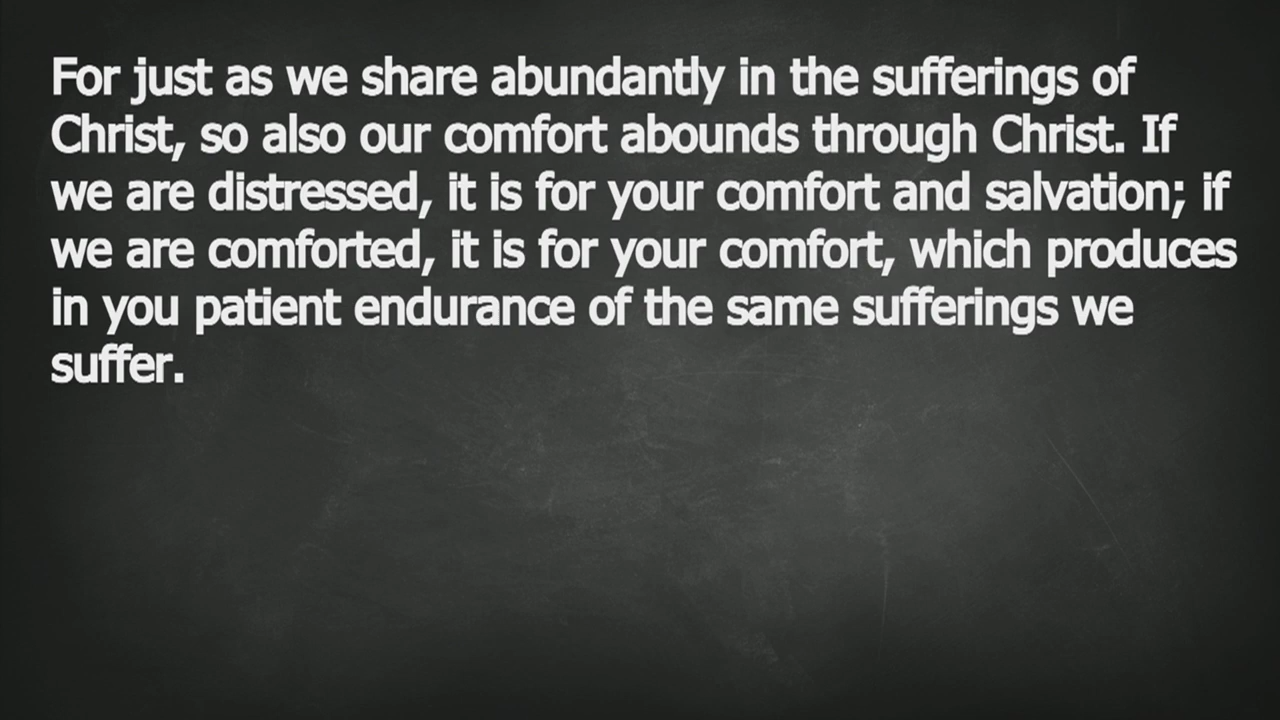 For just as we share abundantly in the sufferings of
Christ, so also our comfort abounds through Christ. If
we are distressed, it is for your comfort and salvation; if
we are comforted, it is for your comfort, which produces
in you patient endurance of the same sufferings we
suffer.